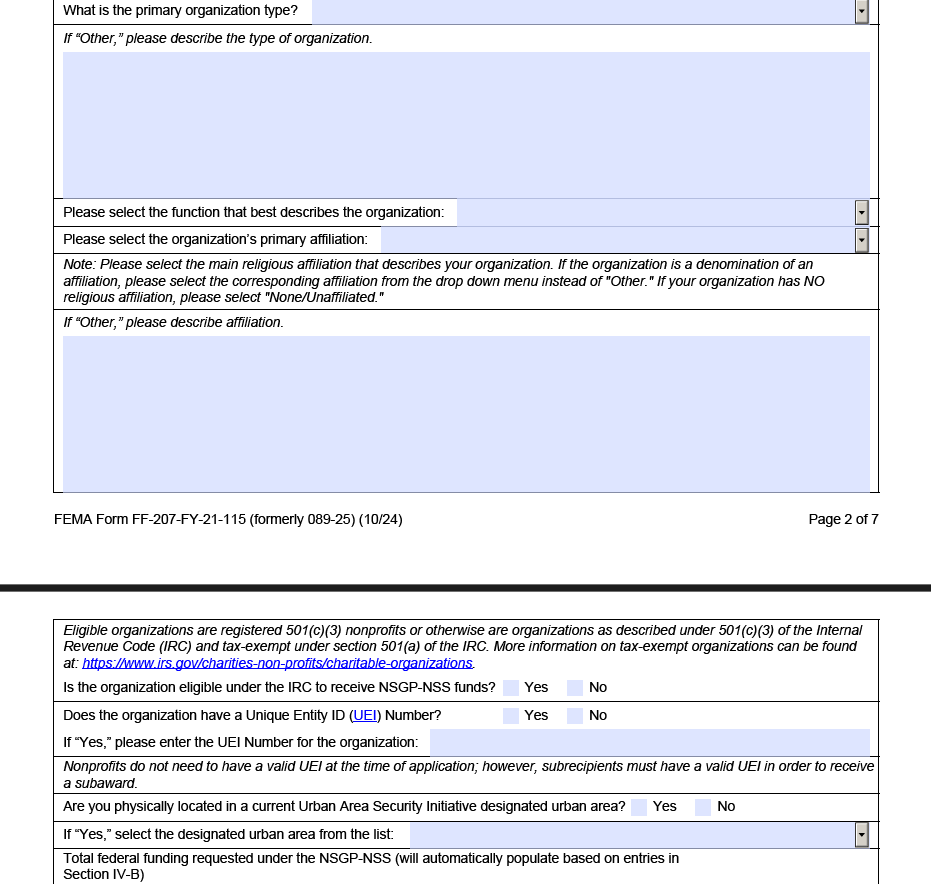 What is the primary organization type?
If “Other,” please describe the type of organization.
Please select the function that best describes the organization:
Please select the organization’s primary affiliation:
Note: Please select the main religious affiliation that describes your organization. If the organization is a denomination of an
affiliation, please select the corresponding affiliation from the drop down menu instead of "Other." If your organization has NO
religious affiliation, please select "None/Unaffiliated."
If “Other,” please describe affiliation.
FEMA Form FF-207-FY-21-115 (formerly 089-25) (10/24) Page 2 of 7
Eligible organizations are registered 501(c)(3) nonprofits or otherwise are organizations as described under 501(c)(3) of the Internal
Revenue Code (IRC) and tax-exempt under section 501(a) of the IRC. More information on tax-exempt organizations can be found
at: https://www.irs.gov/charities-non-profits/charitable-organizations.
Is the organization eligible under the IRC to receive NSGP-NSS funds? Yes No
Does the organization have a Unique Entity ID (UEI) Number? Yes No
If “Yes,” please enter the UEI Number for the organization:
Nonprofits do not need to have a valid UEI at the time of application; however, subrecipients must have a valid UEI in order to receive
a subaward.
Are you physically located in a current Urban Area Security Initiative designated urban area? Yes No
If “Yes,” select the designated urban area from the list:
Total federal funding requested under the NSGP-NSS (will automatically populate based on entries in
Section IV-B)